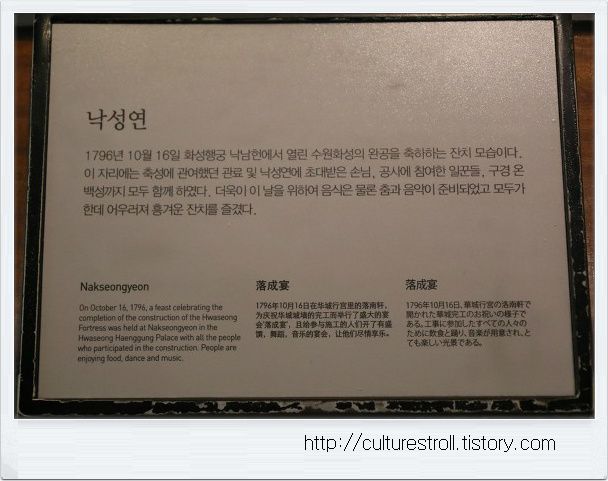 낙성연
1796년 10월 16일 화성행궁 낙남헌에서 열린 수원화성의 완공을 축하하는 잔치 모습이다.
이 자리에는 축성에 관여했던 관료 및 낙성연에 초대받은 손님, 공사에 참여한 일꾼들, 구경 온
백성까지 모두 함께 하였다. 더욱이 이 날을 위하여 음식은 물론 춤과 음악이 준비되었고 모두가
한데 어우러져 흥겨운 잔치를 즐겼다.
Nakseongyeon
On October 16, 1796, a feast celebrating the
completion of the construction of the Hwaseong
Fortress was held at Nakseongyeon in the
Hwaseong Haenggung Palace with all the people
who participated in the construction. People are
enjoying food, dance and music.
落成宴
1796年10月16日在华城行宫里的落南轩，
为庆祝华城城墙的完工而举行了盛大的宴
会‘落成宴’，且给参与施工的人们开了有盛
馔，舞蹈，音乐的宴会，让他们尽情享乐。
落成宴
1796年10月16日、華城行宮の洛南軒で
開かれた華城完工のお祝いの様子で
ある。工事に参加したすべての人々の
ために飲食と踊り、音楽が用意され、と
ても楽しい光景である。
http://culturestroll.tistory.com